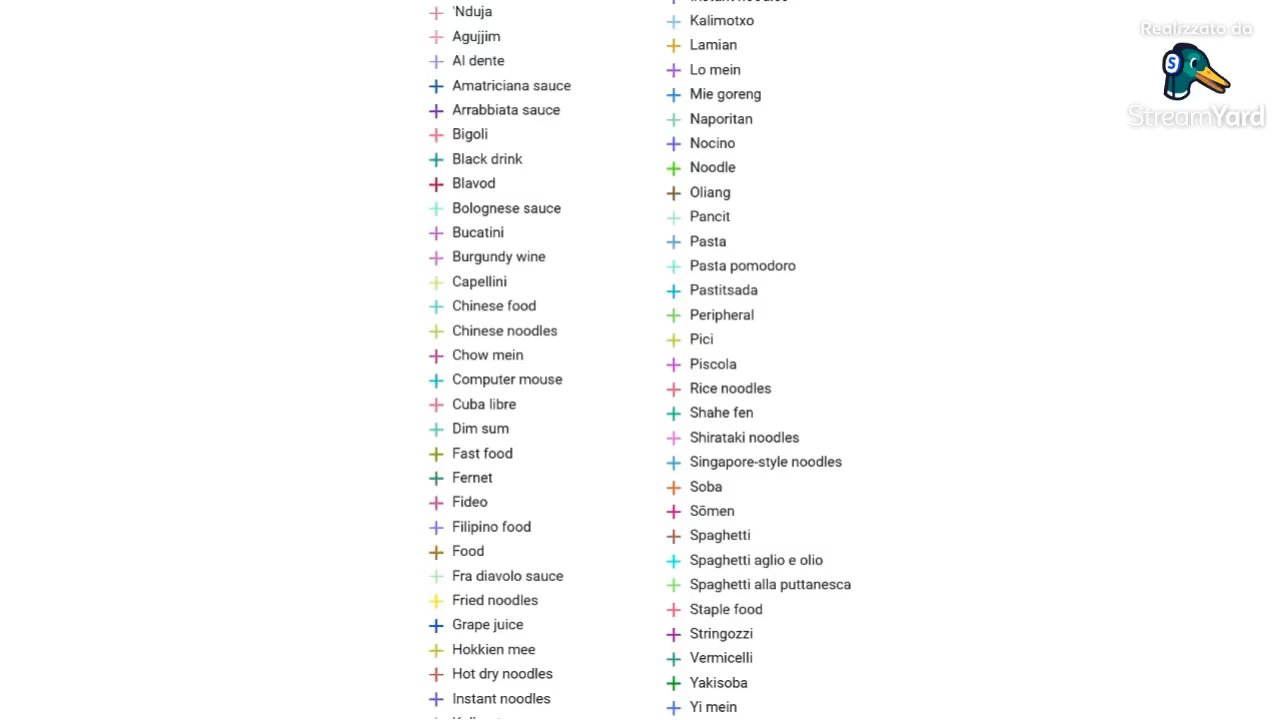 'Nduja
Agujjim
Al dente
Amatriciana sauce
Arrabbiata sauce
Bigoli
Black drink
Blavod
Bolognese sauce
Bucatini
Burgundy wine
Capellini
Chinese food
Chinese noodles
Chow mein
Computer mouse
Cuba libre
Dim sum
Fast food
Fernet
Fideo
Filipino food
Food
Fra diavolo sauce
Fried noodles
Grape juice
Hokkien mee
Hot dry noodles
Instant noodles
Kalimotxo
Lamian
Lo mein
Mie goreng
Naporitan
Nocino
Noodle
Oliang
Pancit
Pasta
Pasta pomodoro
Pastitsada
Peripheral
Pici
Piscola
Rice noodles
Shahe fen
Shirataki noodles
Singapore-style noodles
Soba
Sōmen
Spaghetti
Spaghetti aglio e olio
Spaghetti alla puttanesca
Staple food
Stringozzi
Vermicelli
Yakisoba
Yi mein
Realizzato da
S
StreamYard